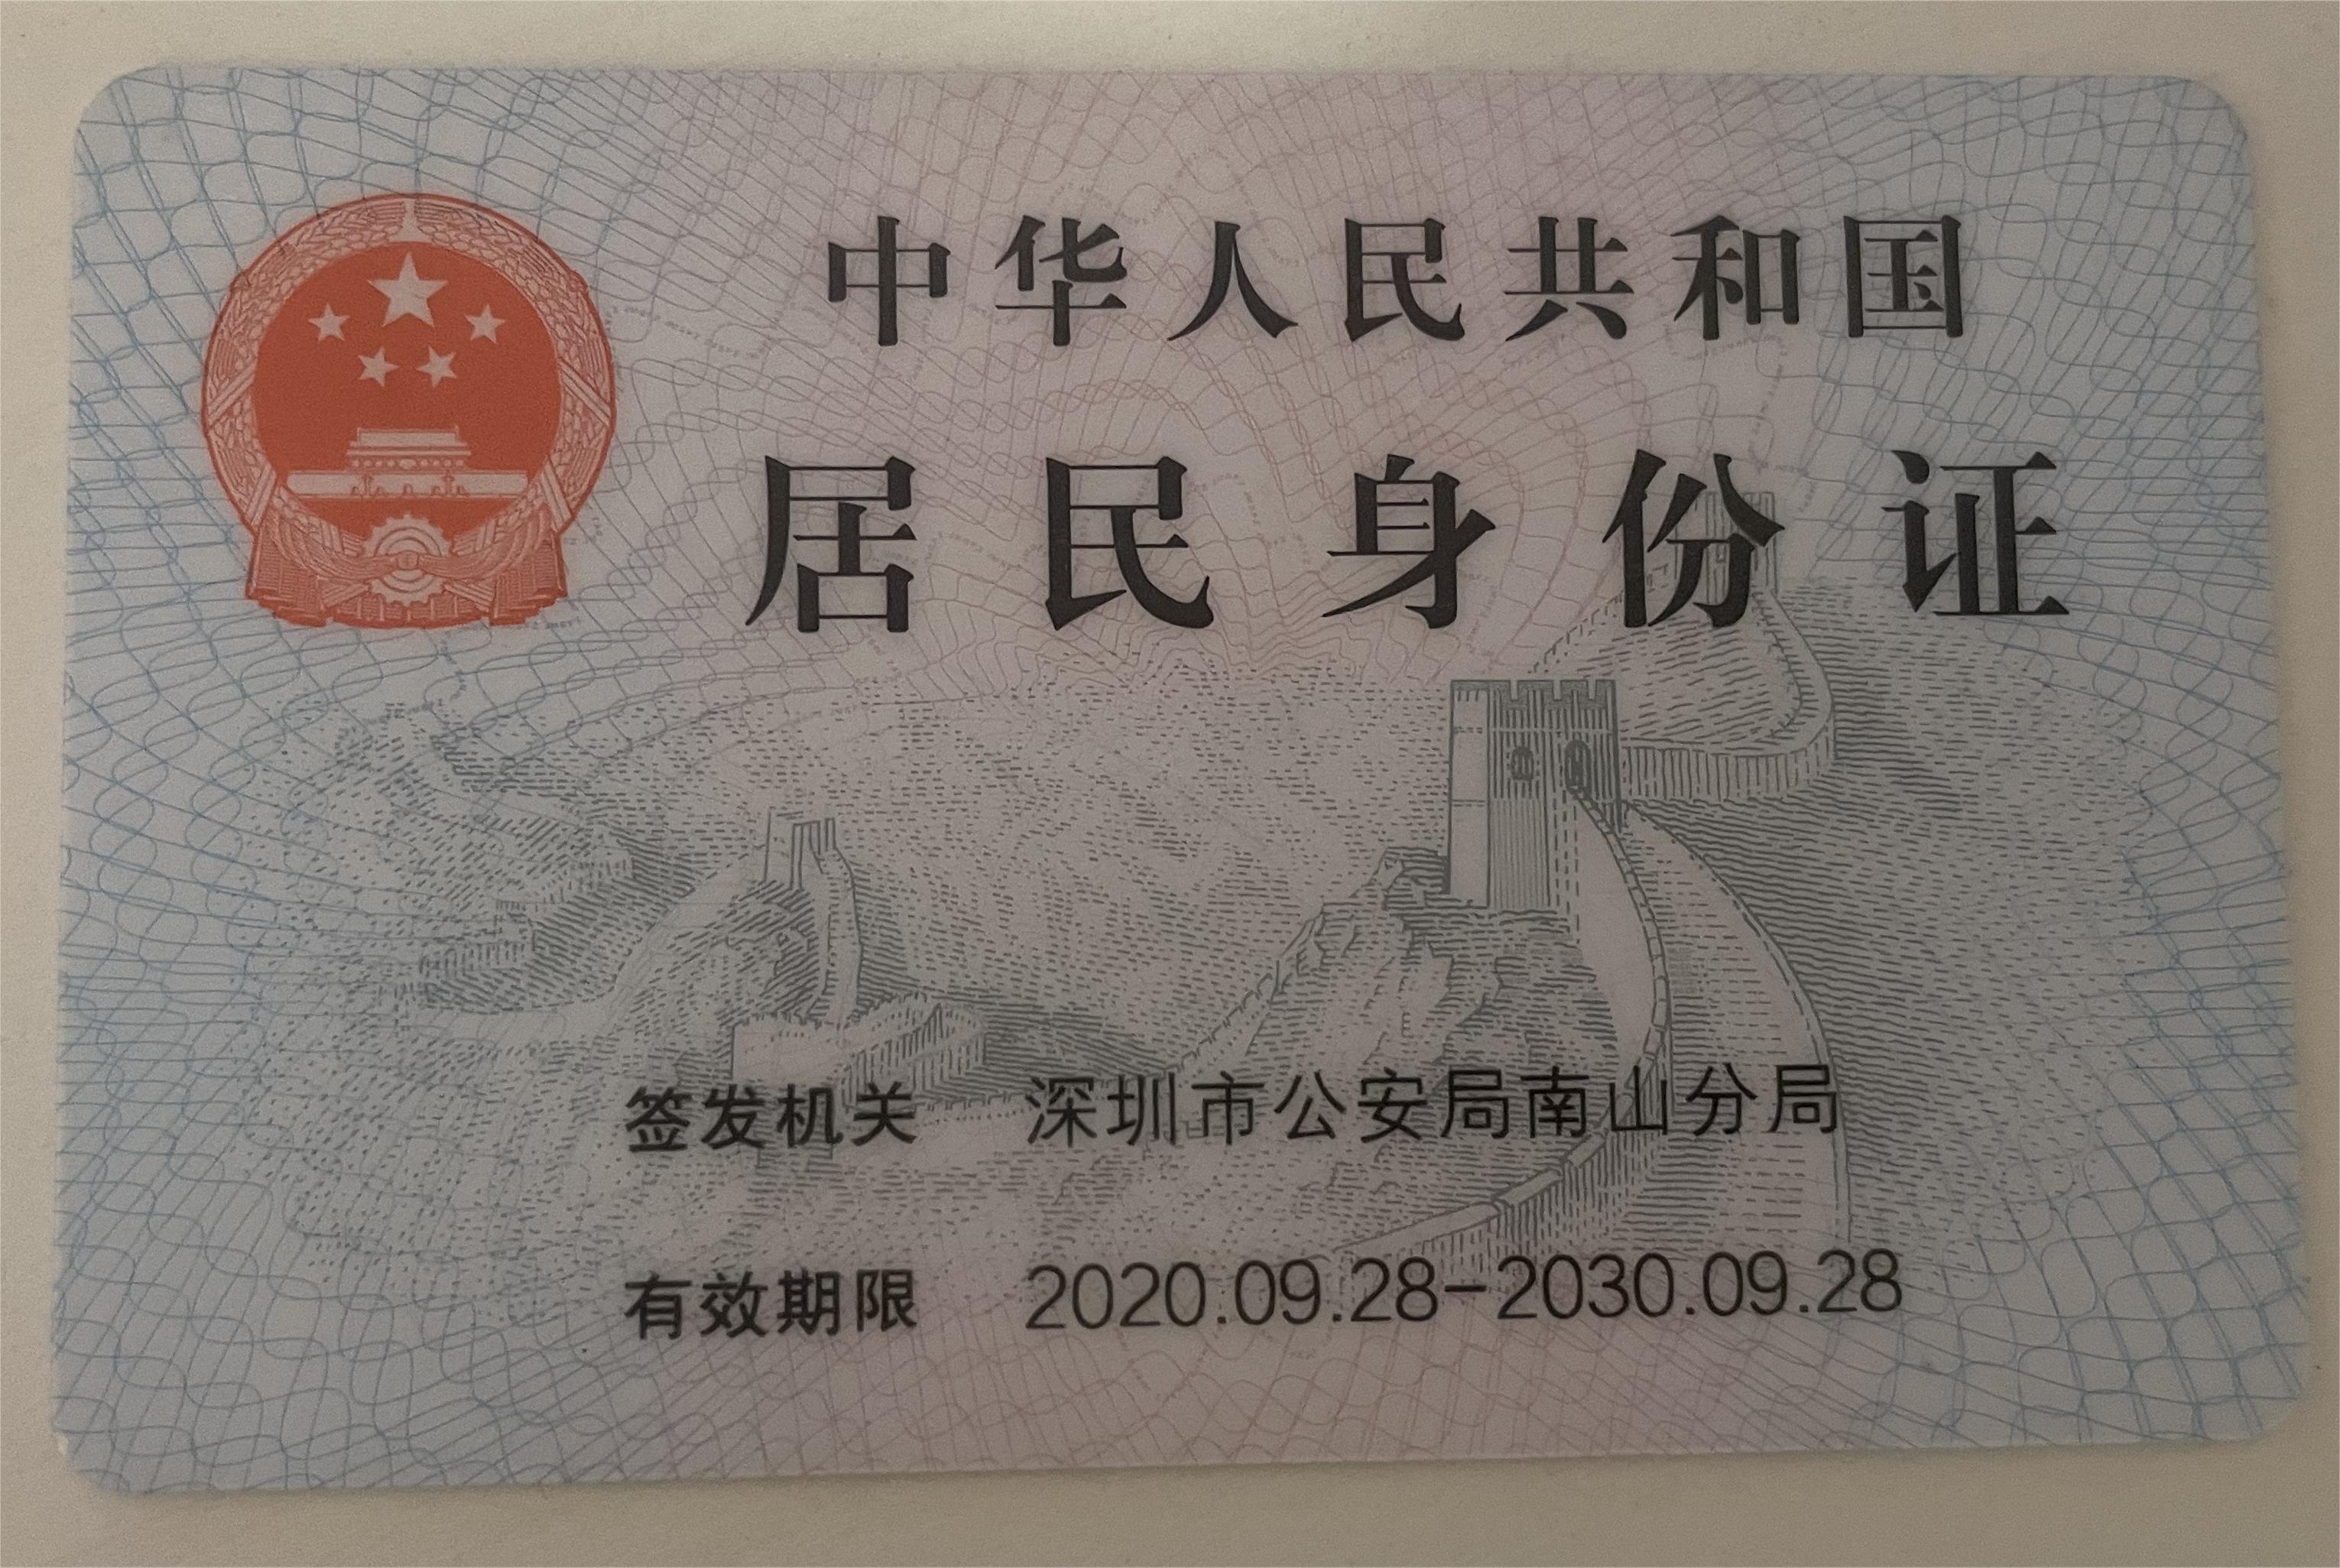 中华人民共和国
居民身份证
签发机关 深圳市公安局南山分局
有效期限 2020.09.28-2030.09.28